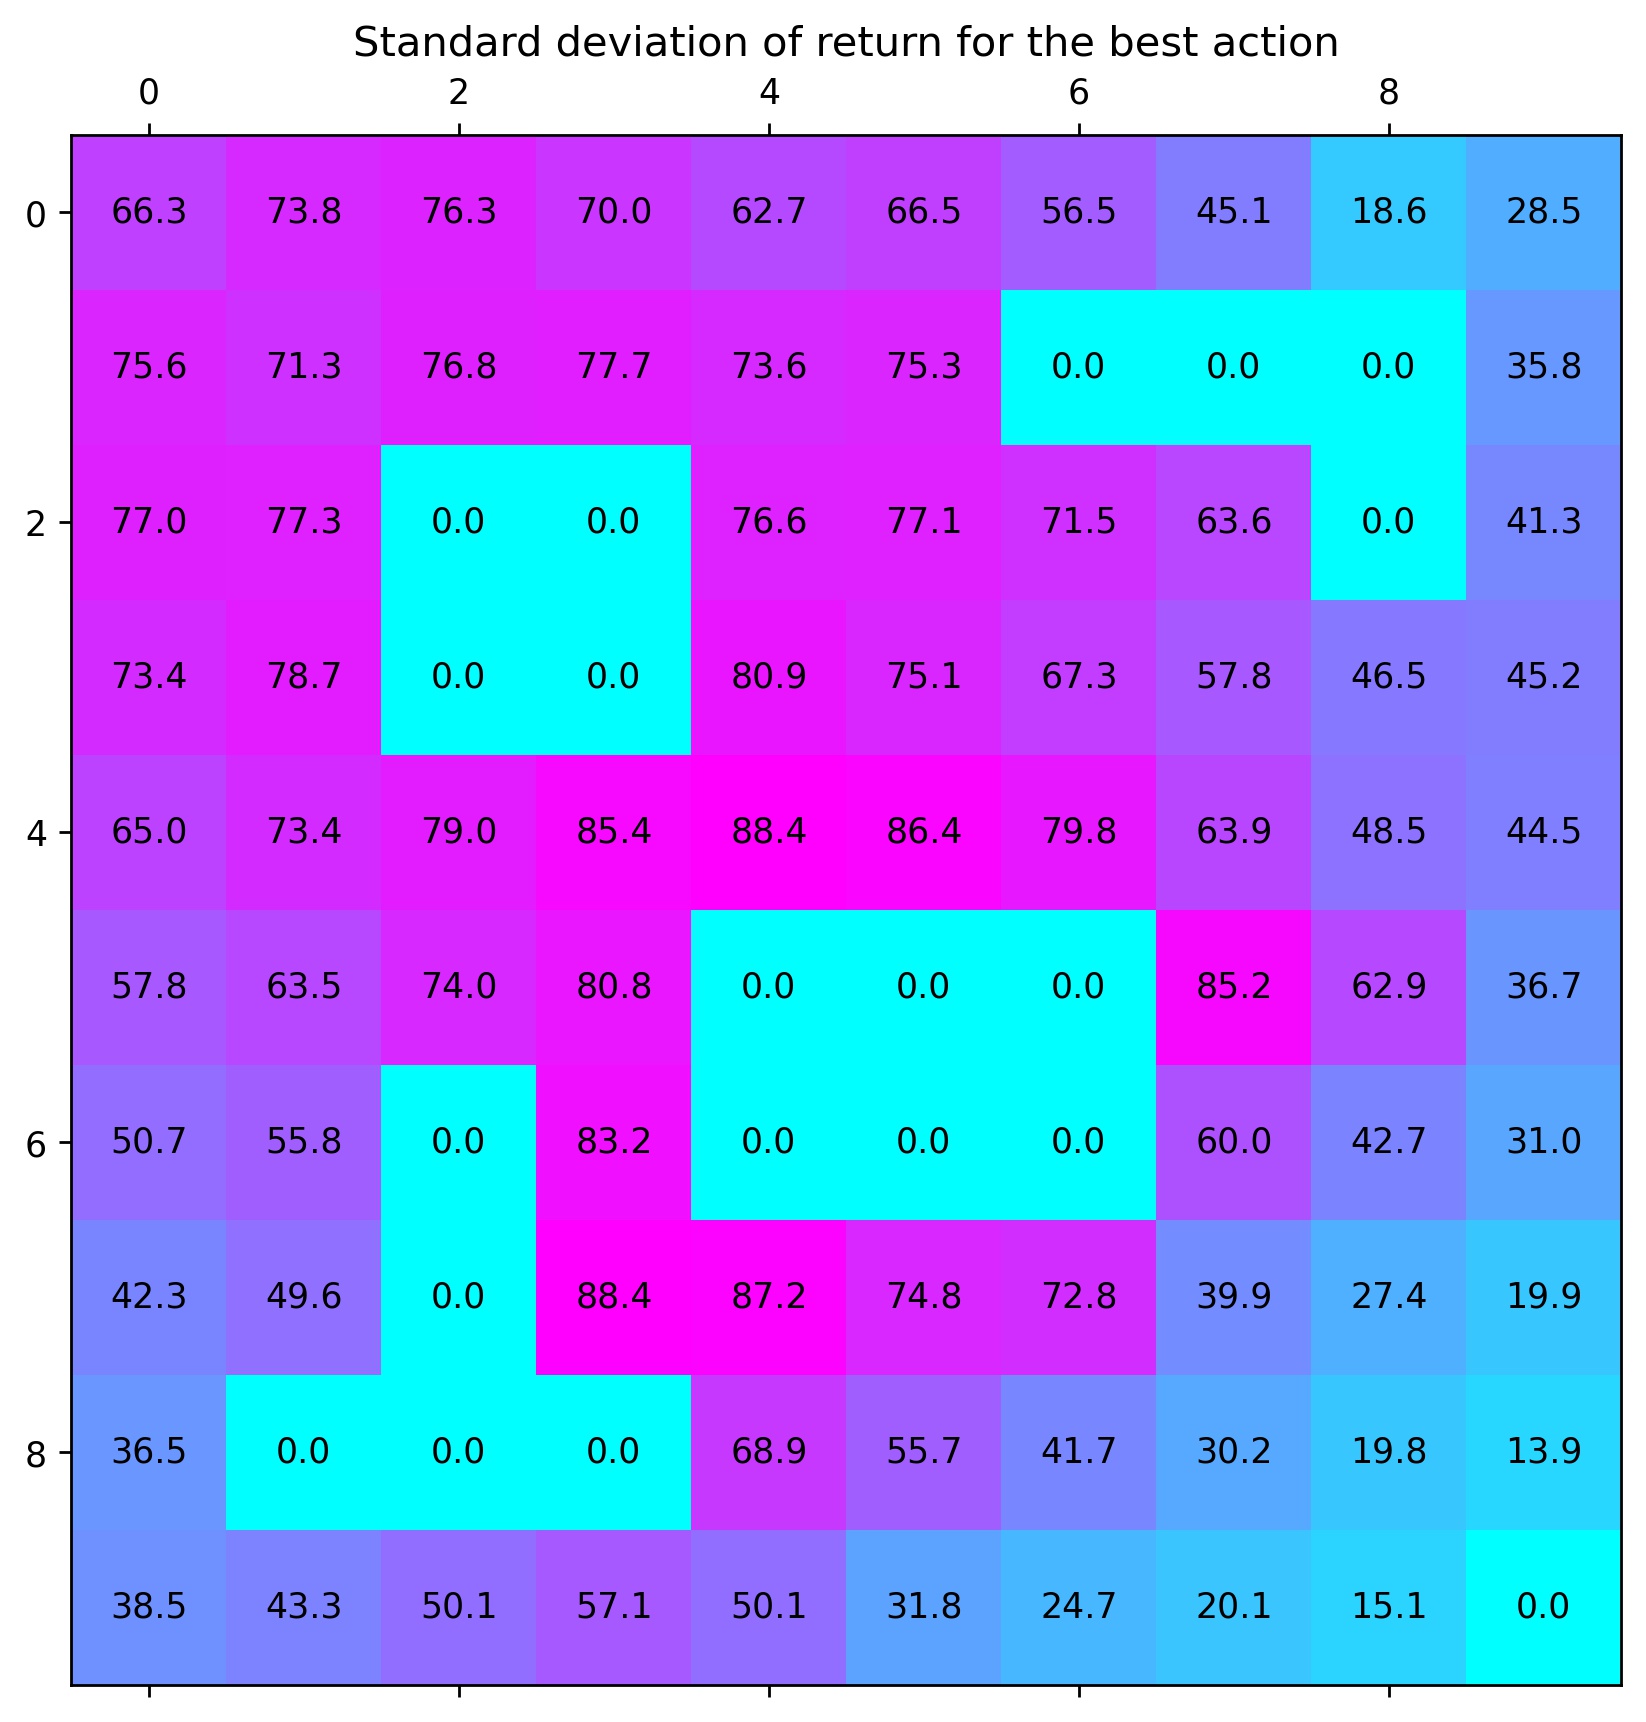 Standard deviation of return for the best action
0 2 4 6 8
0 66.3 73.8 76.3 70.0 62.7 66.5 56.5 45.1 18.6 28.5
75.6 71.3 76.8 77.7 73.6 75.3 0.0 0.0 0.0 35.8
2 77.0 77.3 0.0 0.0 76.6 77.1 71.5 63.6 0.0 41.3
73.4 78.7 0.0 0.0 80.9 75.1 67.3 57.8 46.5 45.2
4 65.0 73.4 79.0 85.4 88.4 86.4 79.8 63.9 48.5 44.5
57.8 63.5 74.0 80.8 0.0 0.0 0.0 85.2 62.9 36.7
6 50.7 55.8 0.0 83.2 0.0 0.0 0.0 60.0 42.7 31.0
42.3 49.6 0.0 88.4 87.2 74.8 72.8 39.9 27.4 19.9
8 36.5 0.0 0.0 0.0 68.9 55.7 41.7 30.2 19.8 13.9
38.5 43.3 50.1 57.1 50.1 31.8 24.7 20.1 15.1 0.0